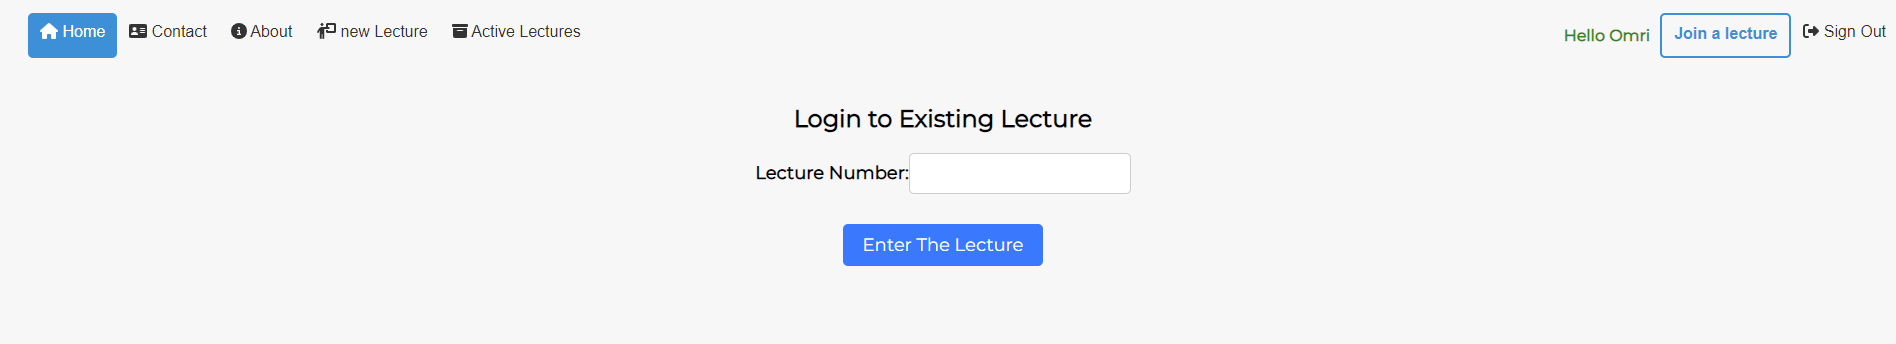 Home Contact About new Lecture Active Lectures Hello Omri Join a lecture Sign Out
Login to Existing Lecture
Lecture Number:
Enter The Lecture